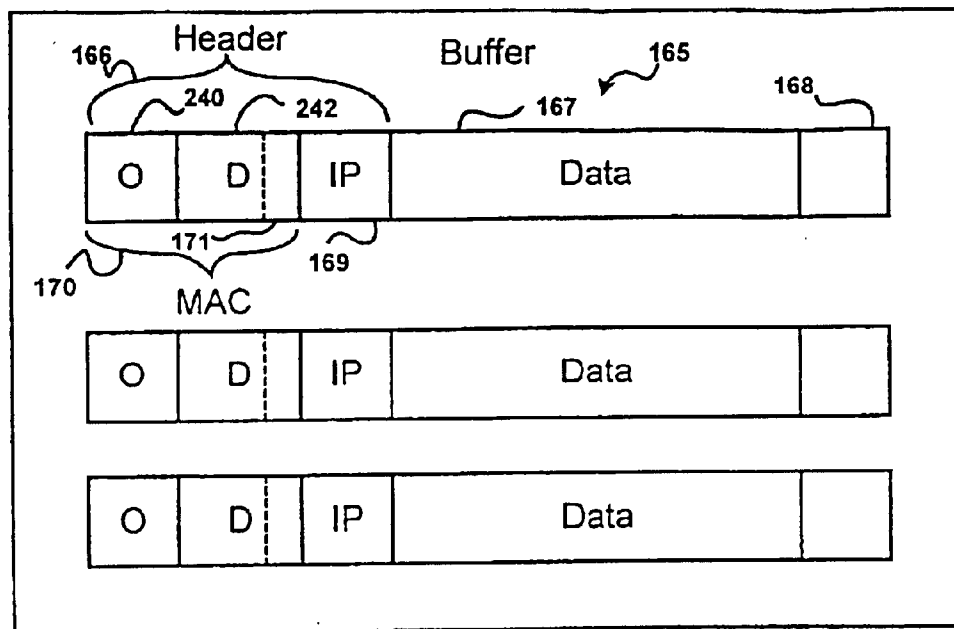 Header
Buffer
166
240
242
167
165
168
O D IP Data
171
169
170
MAC
O D IP Data
O D IP Data